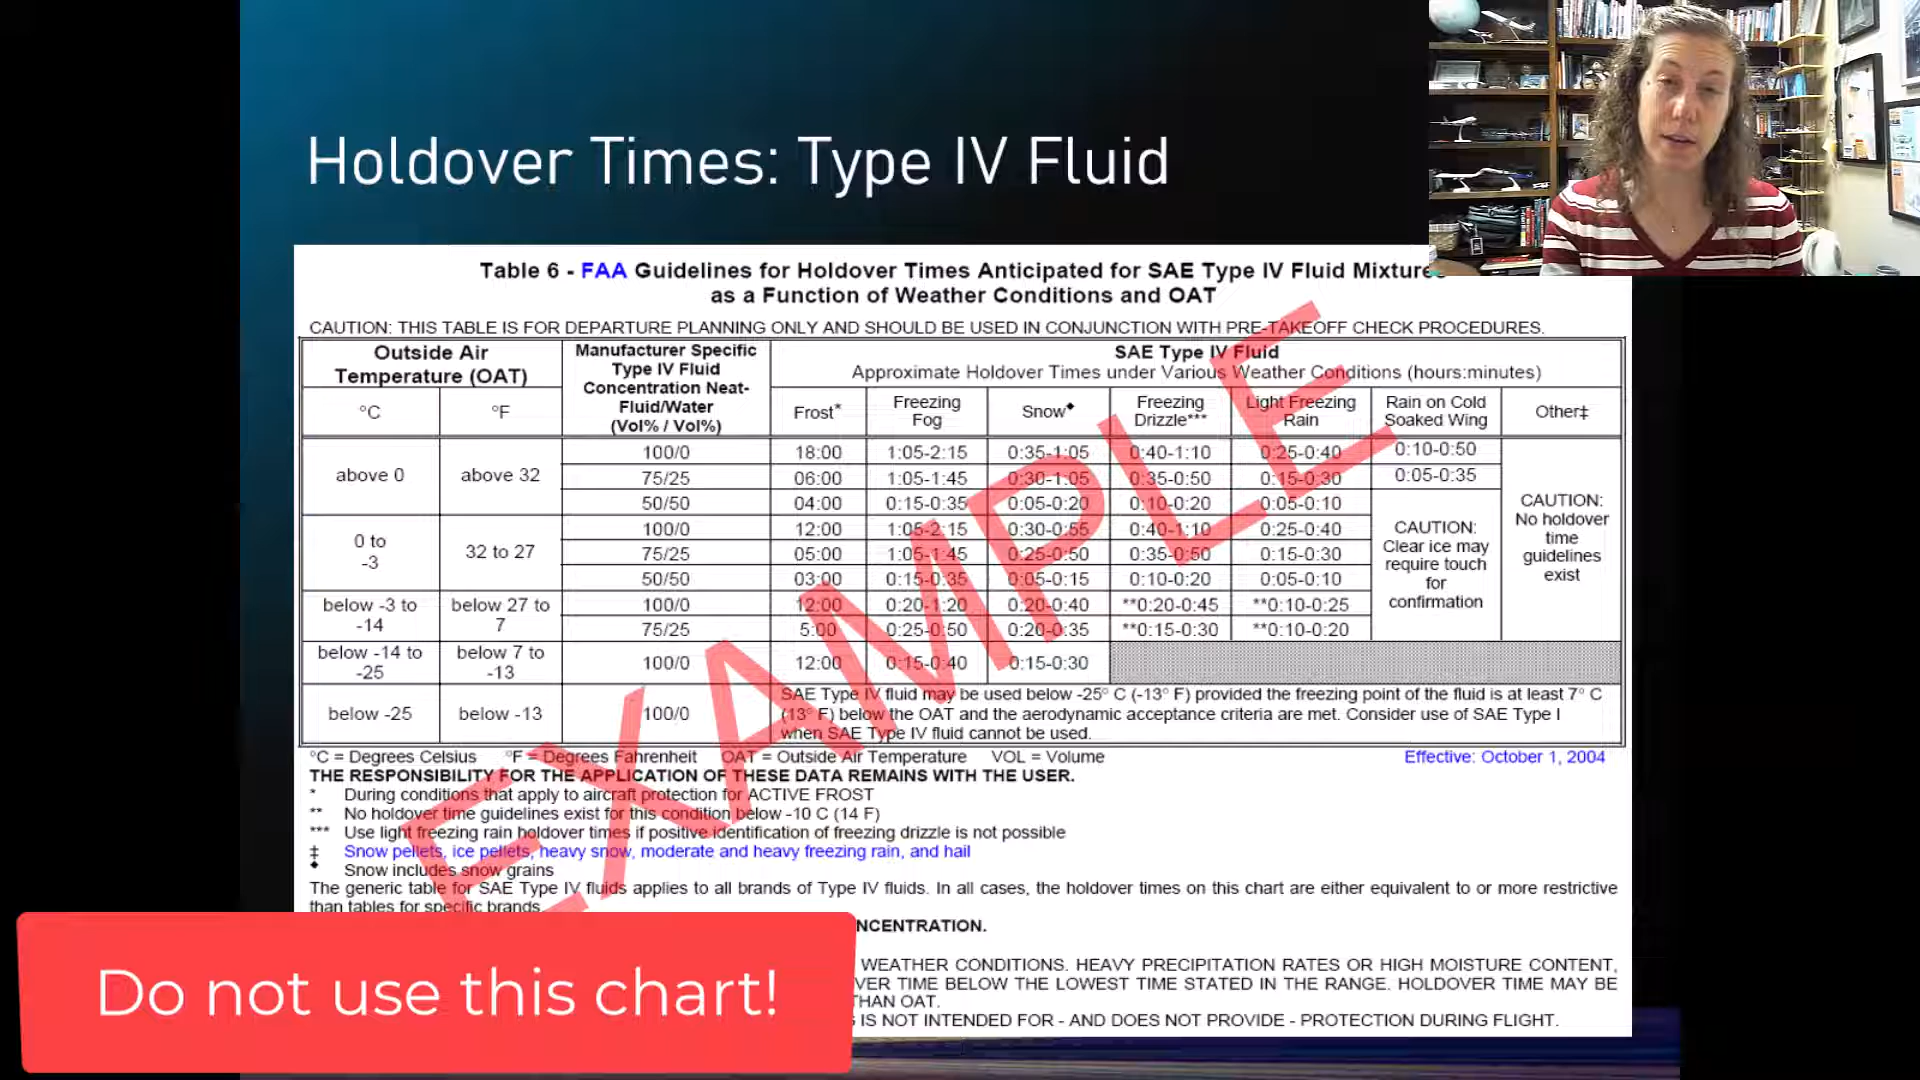 Holdover Times: Type IV Fluid
Table 6 - FAA Guidelines for Holdover Times Anticipated for SAE Type IV Fluid Mixtures
as a Function of Weather Conditions and OAT
CAUTION: THIS TABLE IS FOR DEPARTURE PLANNING ONLY AND SHOULD BE USED IN CONJUNCTION WITH PRE-TAKEOFF CHECK PROCEDURES.
Outside Air
Temperature (OAT)
Manufacturer Specific
Type IV Fluid
Concentration Neat-
Fluid/Water
(Vol% / Vol%)
SAE Type IV Fluid
Approximate Holdover Times under Various Weather Conditions (hours:minutes)
°C °F Frost* Freezing Fog Snow◆ Freezing Drizzle*** Light Freezing Rain Rain on Cold Soaked Wing Other‡
above 0 above 32 100/0 18:00 1:05-2:15 0:35-1:05 0:40-1:10 0:25-0:40 0:10-0:50
75/25 06:00 1:05-1:45 0:30-1:05 0:35-0:50 0:15-0:30 0:05-0:35
50/50 04:00 0:15-0:35 0:05-0:20 0:10-0:20 0:05-0:10
0 to -3 32 to 27 100/0 12:00 1:05-2:15 0:30-0:55 0:40-1:10 0:25-0:40
75/25 05:00 1:05-1:45 0:25-0:50 0:35-0:50 0:15-0:30
50/50 03:00 0:15-0:35 0:05-0:15 0:10-0:20 0:05-0:10
below -3 to -14 below 27 to 7 100/0 12:00 0:20-1:20 0:20-0:40 **0:20-0:45 **0:10-0:25
75/25 5:00 0:25-0:50 0:20-0:35 **0:15-0:30 **0:10-0:20
CAUTION:
Clear ice may
require touch
for
confirmation
CAUTION:
No holdover
time
guidelines
exist
below -14 to -25 below 7 to -13 100/0 12:00 0:15-0:40 0:15-0:30
below -25 below -13 100/0
SAE Type IV fluid may be used below -25° C (-13° F) provided the freezing point of the fluid is at least 7° C
(13° F) below the OAT and the aerodynamic acceptance criteria are met. Consider use of SAE Type I
when SAE Type IV fluid cannot be used.
°C = Degrees Celsius °F = Degrees Fahrenheit OAT = Outside Air Temperature VOL = Volume Effective: October 1, 2004
THE RESPONSIBILITY FOR THE APPLICATION OF THESE DATA REMAINS WITH THE USER.
* During conditions that apply to aircraft protection for ACTIVE FROST
** No holdover time guidelines exist for this condition below -10 C (14 F)
*** Use light freezing rain holdover times if positive identification of freezing drizzle is not possible
‡ Snow pellets, ice pellets, heavy snow, moderate and heavy freezing rain, and hail
◆ Snow includes snow grains
The generic table for SAE Type IV fluids applies to all brands of Type IV fluids. In all cases, the holdover times on this chart are either equivalent to or more restrictive
than tables for specific brands
NCENTRATION.
WEATHER CONDITIONS. HEAVY PRECIPITATION RATES OR HIGH MOISTURE CONTENT,
VER TIME BELOW THE LOWEST TIME STATED IN THE RANGE. HOLDOVER TIME MAY BE
THAN OAT.
IS NOT INTENDED FOR - AND DOES NOT PROVIDE - PROTECTION DURING FLIGHT.
EXAMPLE
Do not use this chart!